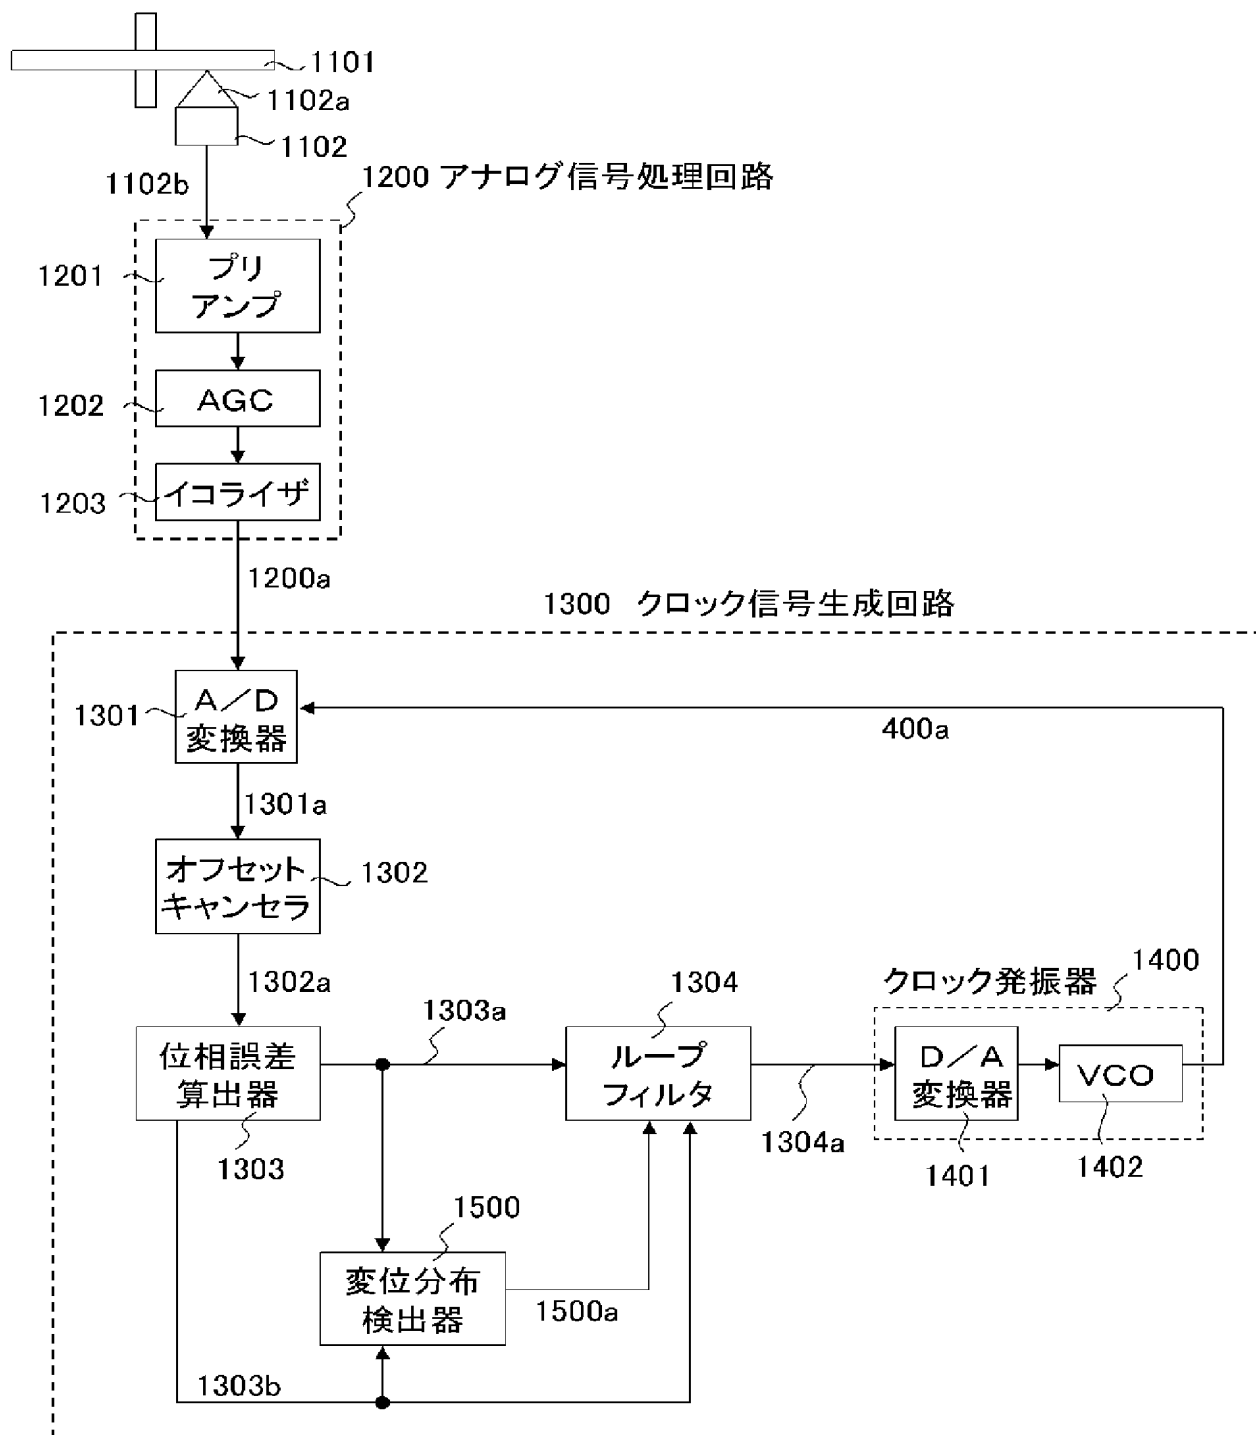 1101
1102a
1102
1102b
1200 アナログ信号処理回路
1201
プリ
アンプ
1202
AGC
1203
イコライザ
1200a
1300 クロック信号生成回路
1301
A/D
変換器
400a
1301a
オフセット
キャンセラ
1302
1302a
1303a
1304
クロック発振器
1400
位相誤差
算出器
ループ
フィルタ
D/A
変換器
VCO
1303
1304a
1401
1402
1500
変位分布
検出器
1500a
1303b